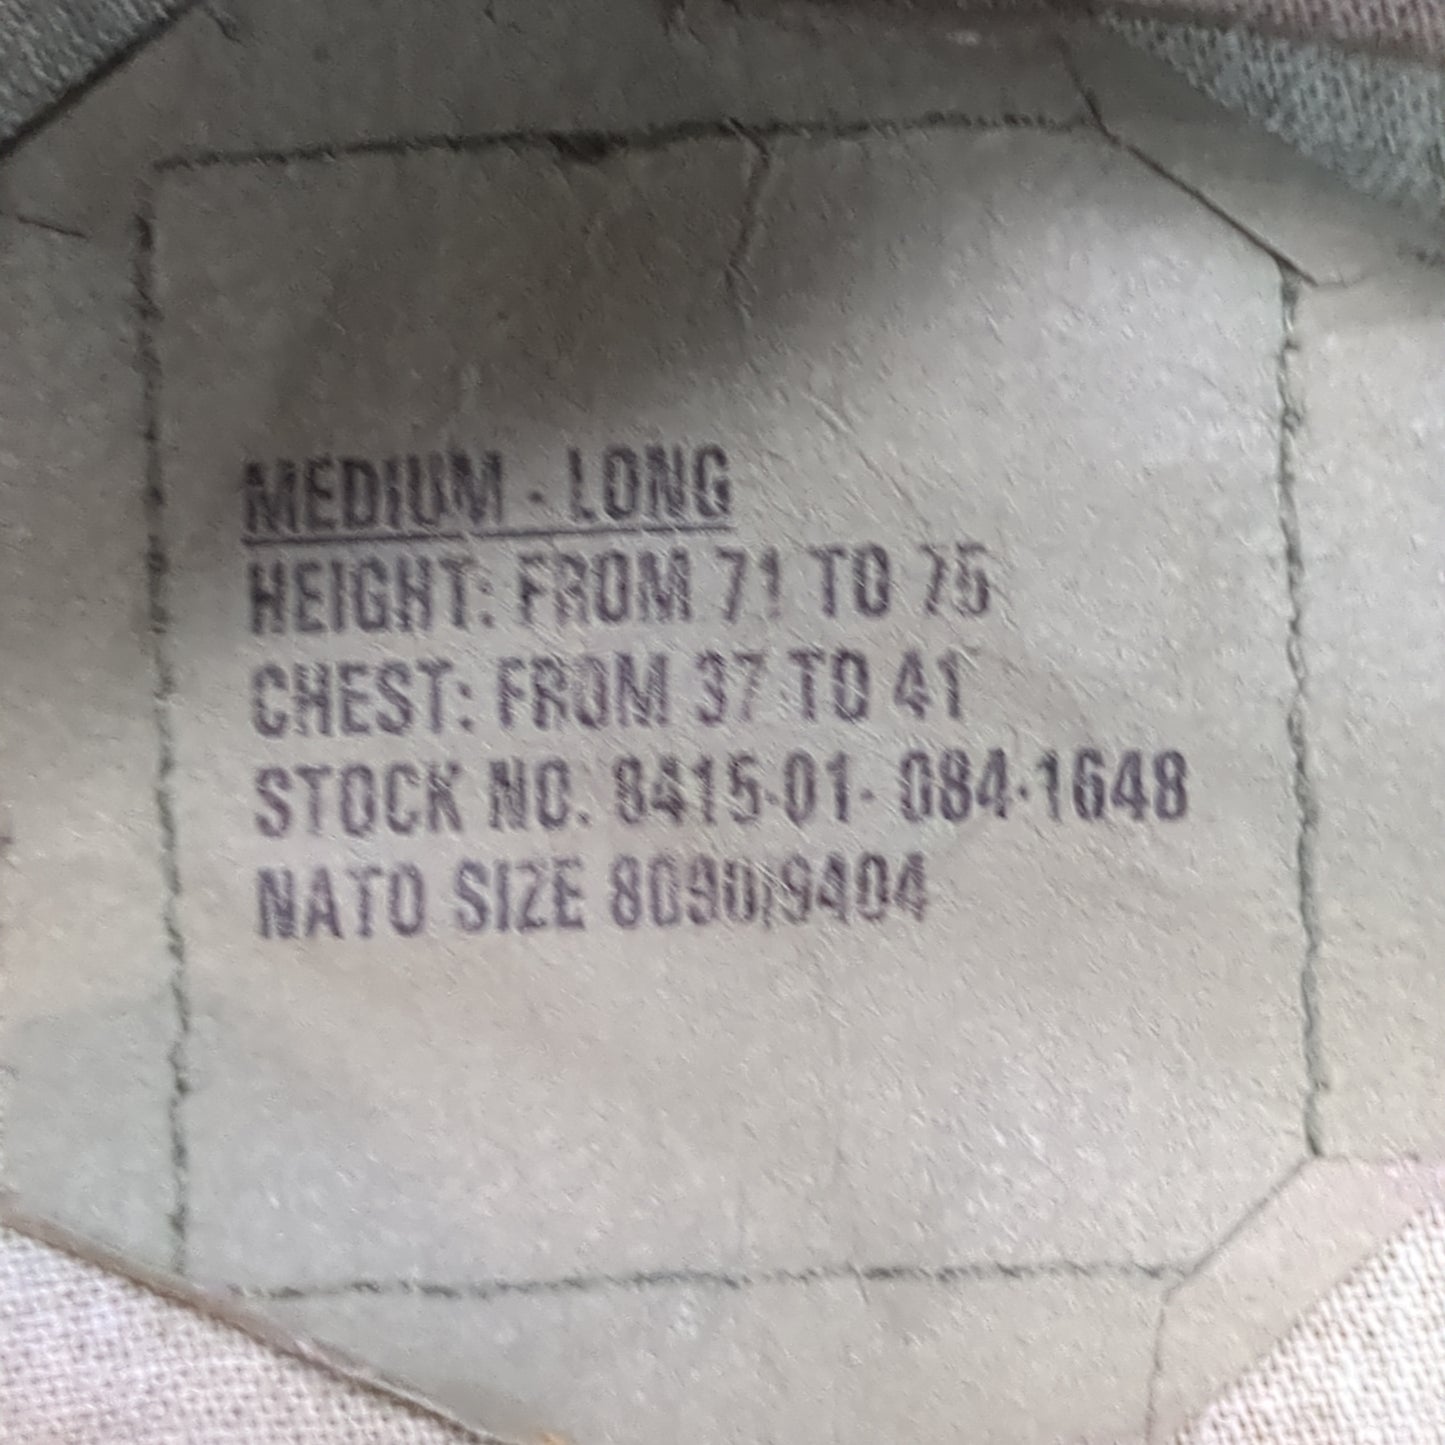 MEDIUM - LONG
HEIGHT: FROM 71 TO 75
CHEST: FROM 37 TO 41
STOCK NO. 8415-01-084-1648
NATO SIZE 8090/9404